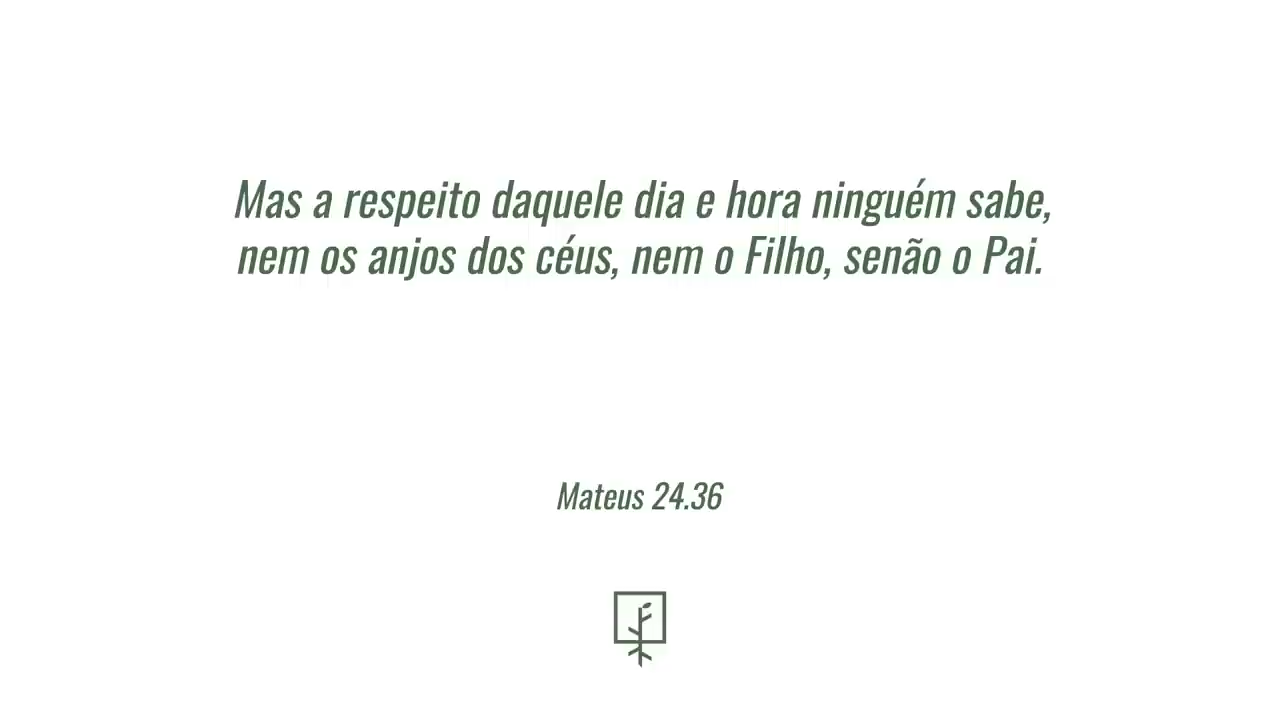 Mas a respeito daquele dia e hora ninguém sabe,
nem os anjos dos céus, nem o Filho, senão o Pai.
Mateus 24.36